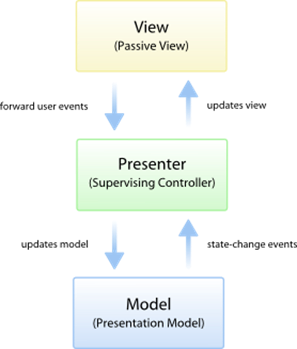 View
(Passive View)
forward user events
updates view
Presenter
(Supervising Controller)
updates model
state-change events
Model
(Presentation Model)